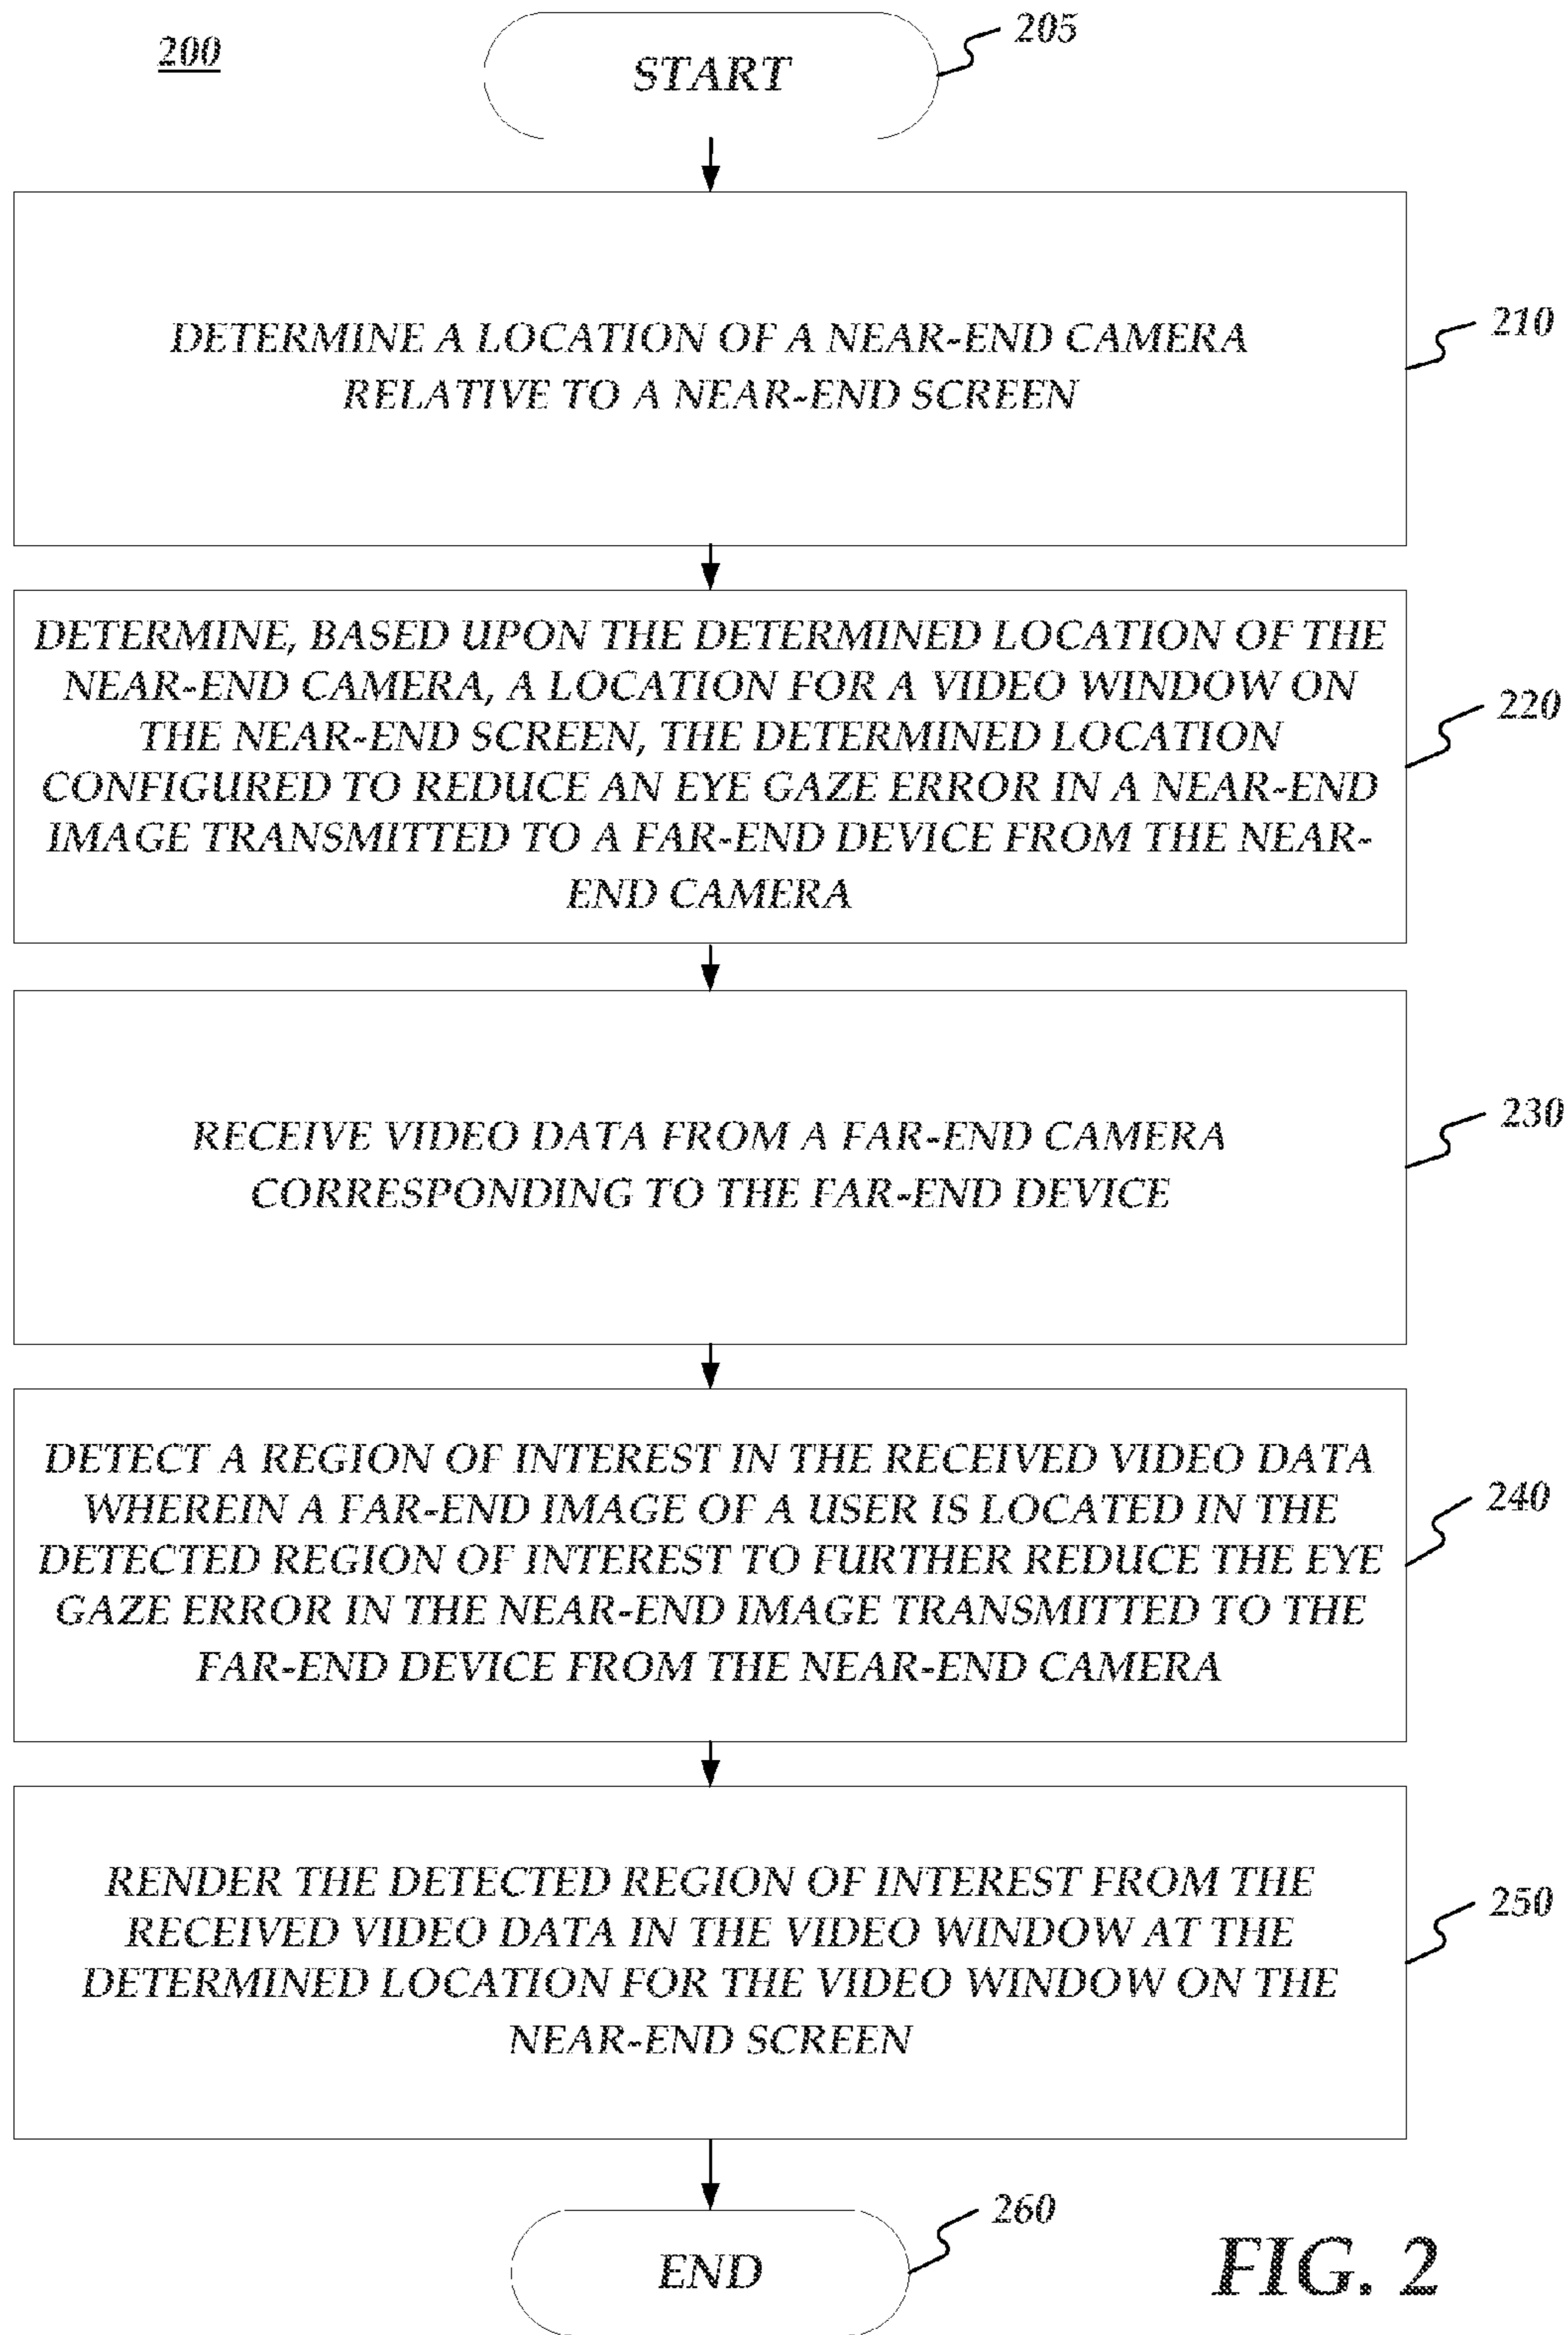 200
START
205
DETERMINE A LOCATION OF A NEAR-END CAMERA
RELATIVE TO A NEAR-END SCREEN
210
DETERMINE, BASED UPON THE DETERMINED LOCATION OF THE
NEAR-END CAMERA, A LOCATION FOR A VIDEO WINDOW ON
THE NEAR-END SCREEN, THE DETERMINED LOCATION
CONFIGURED TO REDUCE AN EYE GAZE ERROR IN A NEAR-END
IMAGE TRANSMITTED TO A FAR-END DEVICE FROM THE NEAR-
END CAMERA
220
RECEIVE VIDEO DATA FROM A FAR-END CAMERA
CORRESPONDING TO THE FAR-END DEVICE
230
DETECT A REGION OF INTEREST IN THE RECEIVED VIDEO DATA
WHEREIN A FAR-END IMAGE OF A USER IS LOCATED IN THE
DETECTED REGION OF INTEREST TO FURTHER REDUCE THE EYE
GAZE ERROR IN THE NEAR-END IMAGE TRANSMITTED TO THE
FAR-END DEVICE FROM THE NEAR-END CAMERA
240
RENDER THE DETECTED REGION OF INTEREST FROM THE
RECEIVED VIDEO DATA IN THE VIDEO WINDOW AT THE
DETERMINED LOCATION FOR THE VIDEO WINDOW ON THE
NEAR-END SCREEN
250
END
260
FIG. 2